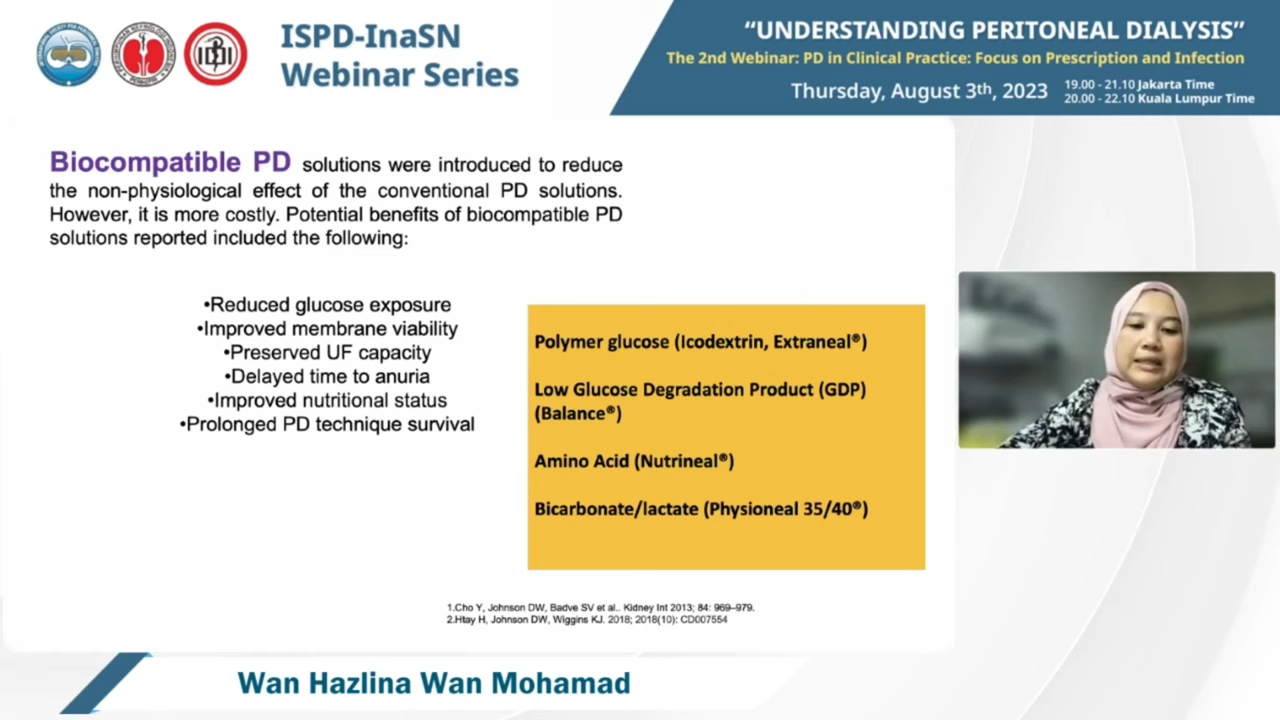 ISPD-InaSN
Webinar Series
“UNDERSTANDING PERITONEAL DIALYSIS”
The 2nd Webinar: PD in Clinical Practice: Focus on Prescription and Infection
Thursday, August 3th, 2023
19.00 - 21.10 Jakarta Time
20.00 - 22.10 Kuala Lumpur Time
Biocompatible PD solutions were introduced to reduce
the non-physiological effect of the conventional PD solutions.
However, it is more costly. Potential benefits of biocompatible PD
solutions reported included the following:
•Reduced glucose exposure
•Improved membrane viability
•Preserved UF capacity
•Delayed time to anuria
•Improved nutritional status
•Prolonged PD technique survival
Polymer glucose (Icodextrin, Extraneal®)
Low Glucose Degradation Product (GDP)
(Balance®)
Amino Acid (Nutrineal®)
Bicarbonate/lactate (Physioneal 35/40®)
1.Cho Y, Johnson DW, Badve SV et al.. Kidney Int 2013; 84: 969–979.
2.Htay H, Johnson DW, Wiggins KJ. 2018; 2018(10): CD007554
Wan Hazlina Wan Mohamad